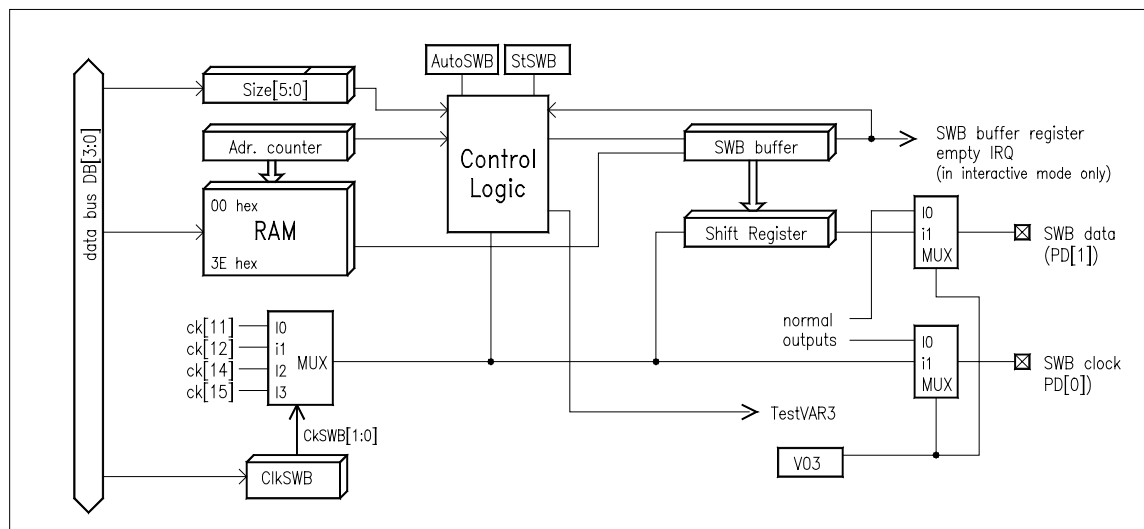 data bus DB[3:0]
Size[5:0]
Adr. counter
00 hex
RAM
3E hex
ck[11]
ck[12]
ck[14]
ck[15]
I0
i1
I2
I3
MUX
CkSWB[1:0]
ClkSWB
AutoSWB
StSWB
Control
Logic
SWB buffer
Shift Register
SWB buffer register
empty IRQ
(in interactive mode only)
I0
i1
MUX
SWB data
(PD[1])
normal
outputs
I0
i1
MUX
SWB clock
PD[0])
TestVAR3
V03